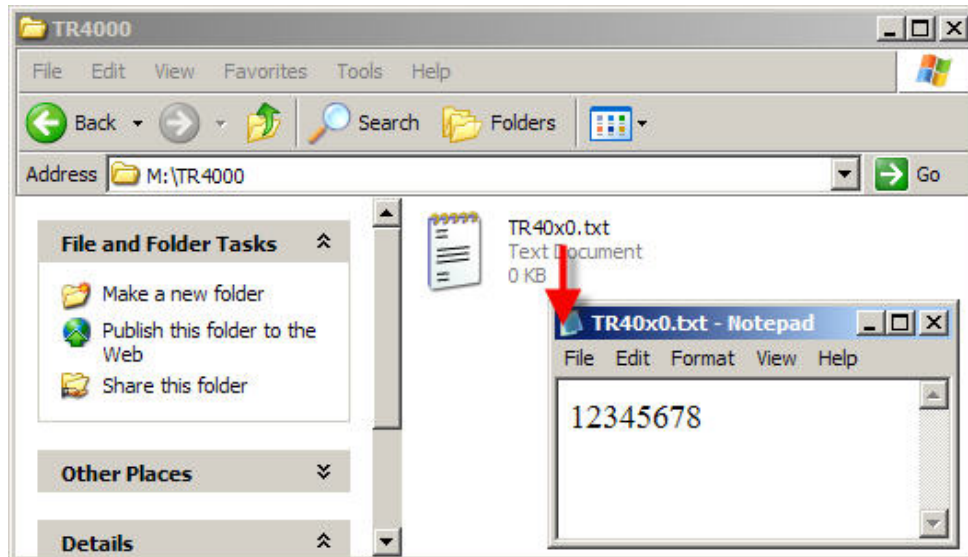 TR4000
File Edit View Favorites Tools Help
Back Search Folders
Address M:\TR4000 Go
File and Folder Tasks
Make a new folder
Publish this folder to the
Web
Share this folder
Other Places
Details
TR40x0.txt
Text Document
0 KB
TR40x0.txt - Notepad
File Edit Format View Help
12345678